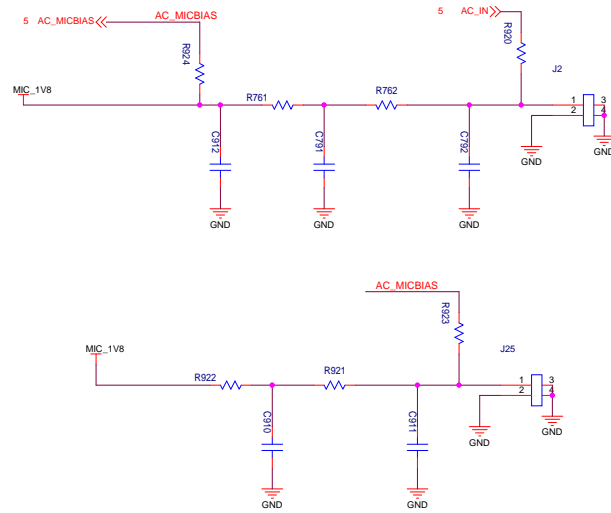 5 AC_MICBIAS
AC_MICBIAS
5 AC_IN
R924
R920
J2
MIC_1V8
R761
R762
1
2
3
4
C912
C791
C792
GND
GND
GND
GND
GND
AC_MICBIAS
R923
J25
MIC_1V8
R922
R921
1
2
3
4
C910
C911
GND
GND
GND
GND